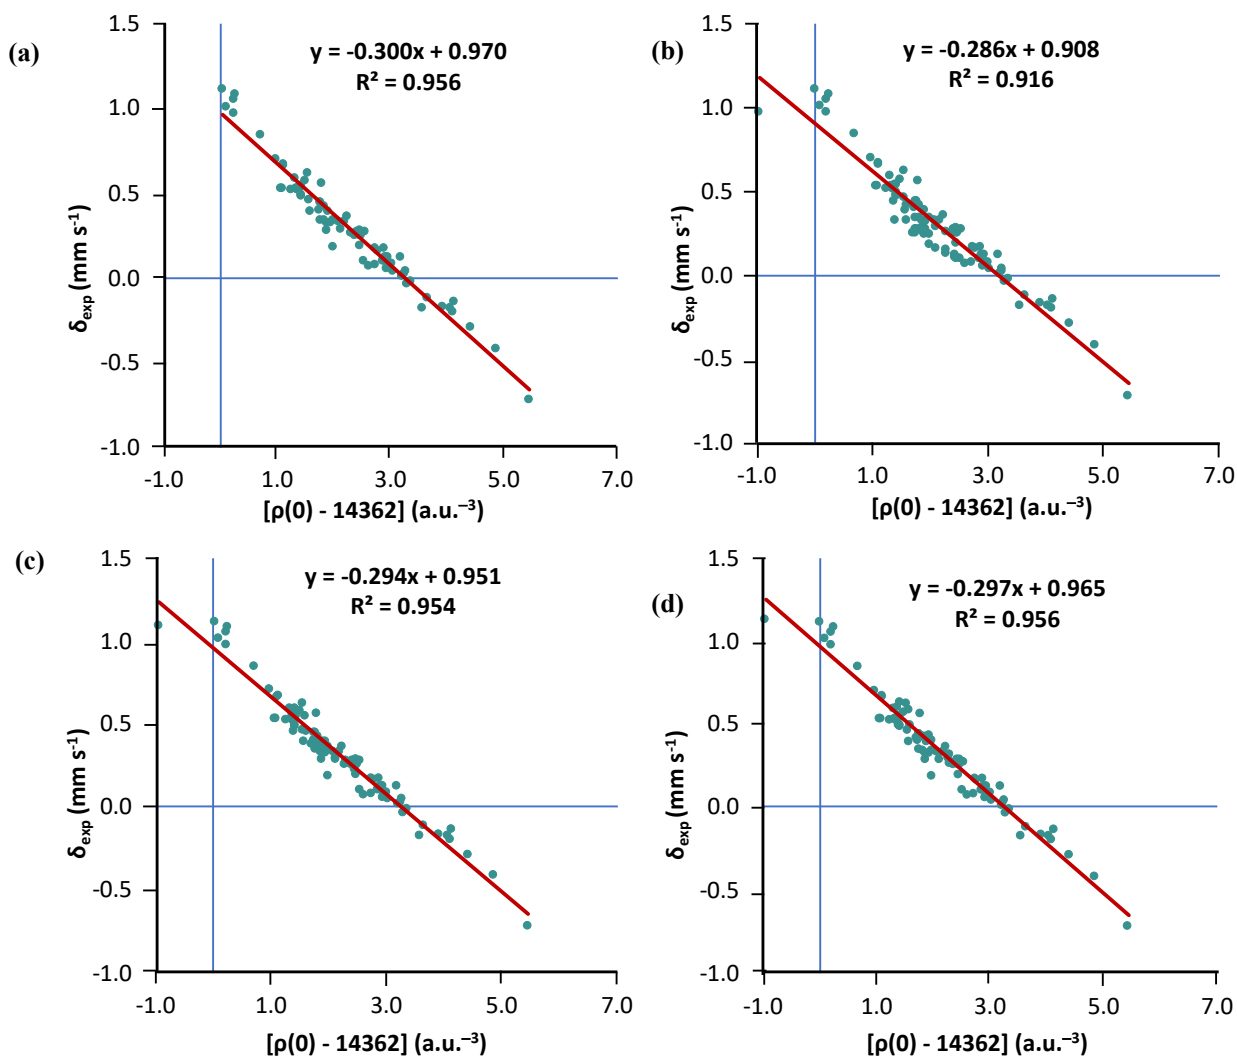 (a)
y = -0.300x + 0.970
R² = 0.956
1.5
1.0
0.5
0.0
-0.5
-1.0
δexp (mm s-1)
-1.0 1.0 3.0 5.0 7.0
[ρ(0) - 14362] (a.u.–3)
(b)
y = -0.286x + 0.908
R² = 0.916
1.5
1.0
0.5
0.0
-0.5
-1.0
δexp (mm s-1)
-1.0 1.0 3.0 5.0 7.0
[ρ(0) - 14362] (a.u.–3)
(c)
y = -0.294x + 0.951
R² = 0.954
1.5
1.0
0.5
0.0
-0.5
-1.0
δexp (mm s-1)
-1.0 1.0 3.0 5.0 7.0
[ρ(0) - 14362] (a.u.–3)
(d)
y = -0.297x + 0.965
R² = 0.956
1.5
1.0
0.5
0.0
-0.5
-1.0
δexp (mm s-1)
-1.0 1.0 3.0 5.0 7.0
[ρ(0) - 14362] (a.u.–3)